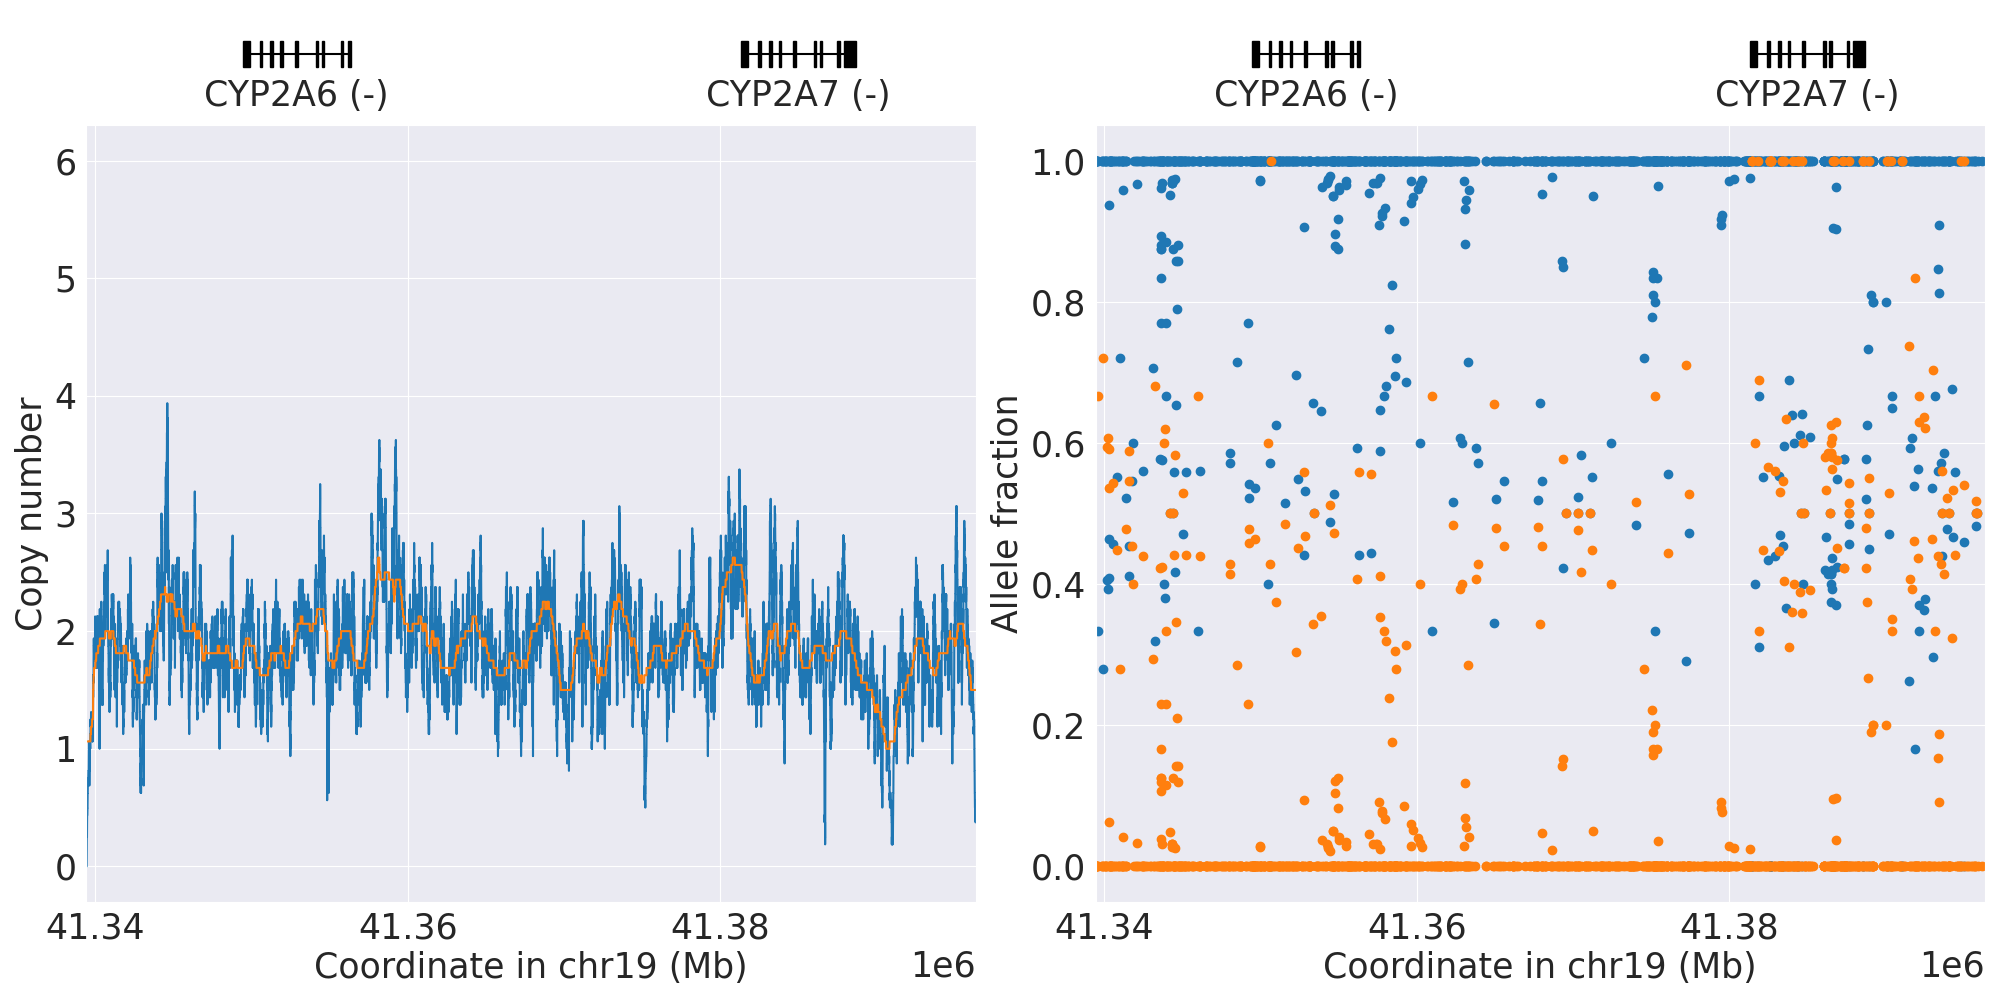 CYP2A6 (-) CYP2A7 (-) CYP2A6 (-) CYP2A7 (-)
Copy number
6
5
4
3
2
1
0
41.34 41.36 41.38
Coordinate in chr19 (Mb) 1e6
Allele fraction
1.0
0.8
0.6
0.4
0.2
0.0
41.34 41.36 41.38
Coordinate in chr19 (Mb) 1e6